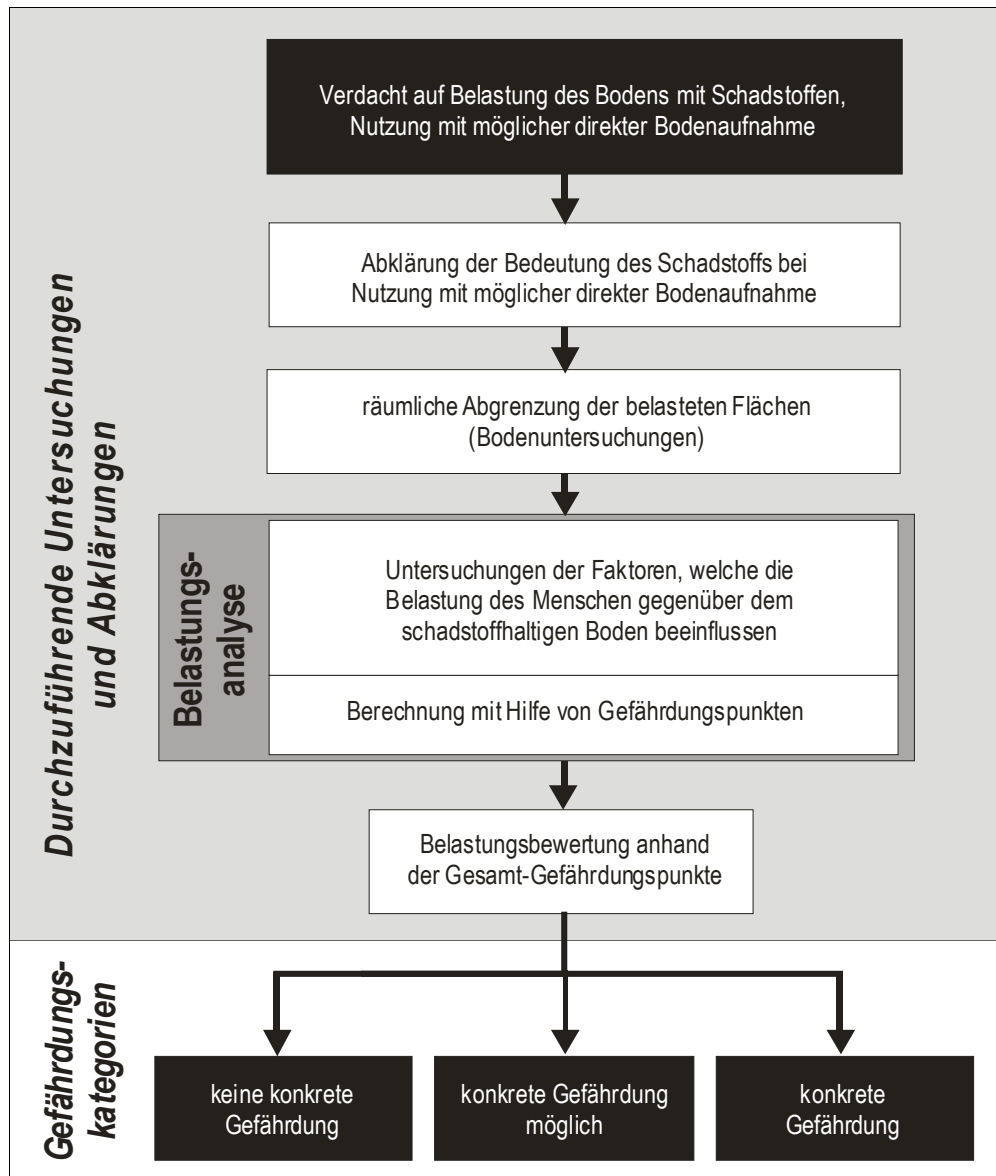 Verdacht auf Belastung des Bodens mit Schadstoffen,
Nutzung mit möglicher direkter Bodenaufnahme
Abklärung der Bedeutung des Schadstoffs bei
Nutzung mit möglicher direkter Bodenaufnahme
räumliche Abgrenzung der belasteten Flächen
(Bodenuntersuchungen)
Durchzuführende Untersuchungen
und Abklärungen
Belastungs-
analyse
Untersuchungen der Faktoren, welche die
Belastung des Menschen gegenüber dem
schadstoffhaltigen Boden beeinflussen
Berechnung mit Hilfe von Gefährdungspunkten
Belastungsbewertung anhand
der Gesamt-Gefährdungspunkte
Gefährdungs-
kategorien
keine konkrete
Gefährdung
konkrete Gefährdung
möglich
konkrete
Gefährdung